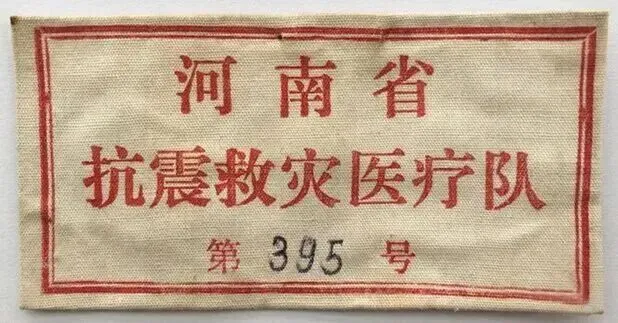 河南省
抗震救灾医疗队
第 395 号